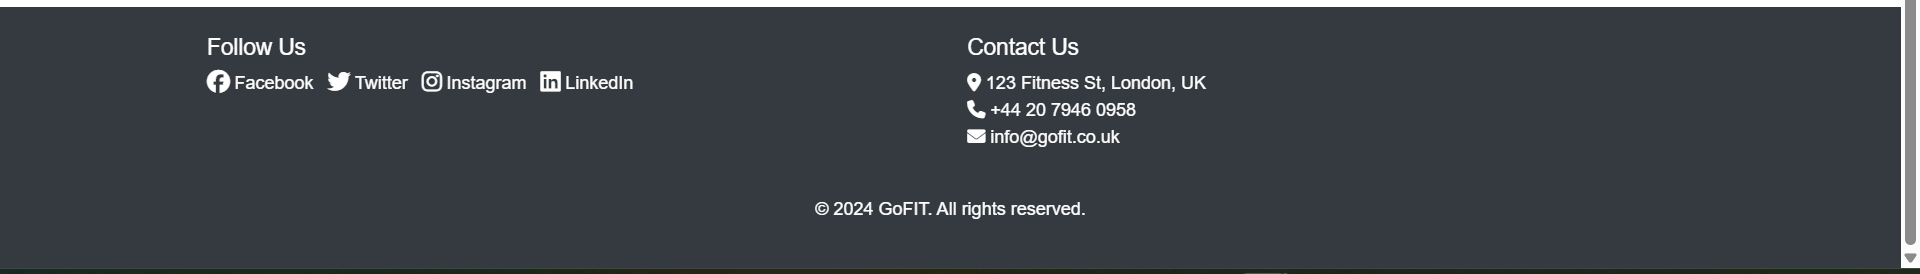 Follow Us
Facebook Twitter Instagram LinkedIn
Contact Us
123 Fitness St, London, UK
+44 20 7946 0958
info@gofit.co.uk
© 2024 GoFIT. All rights reserved.